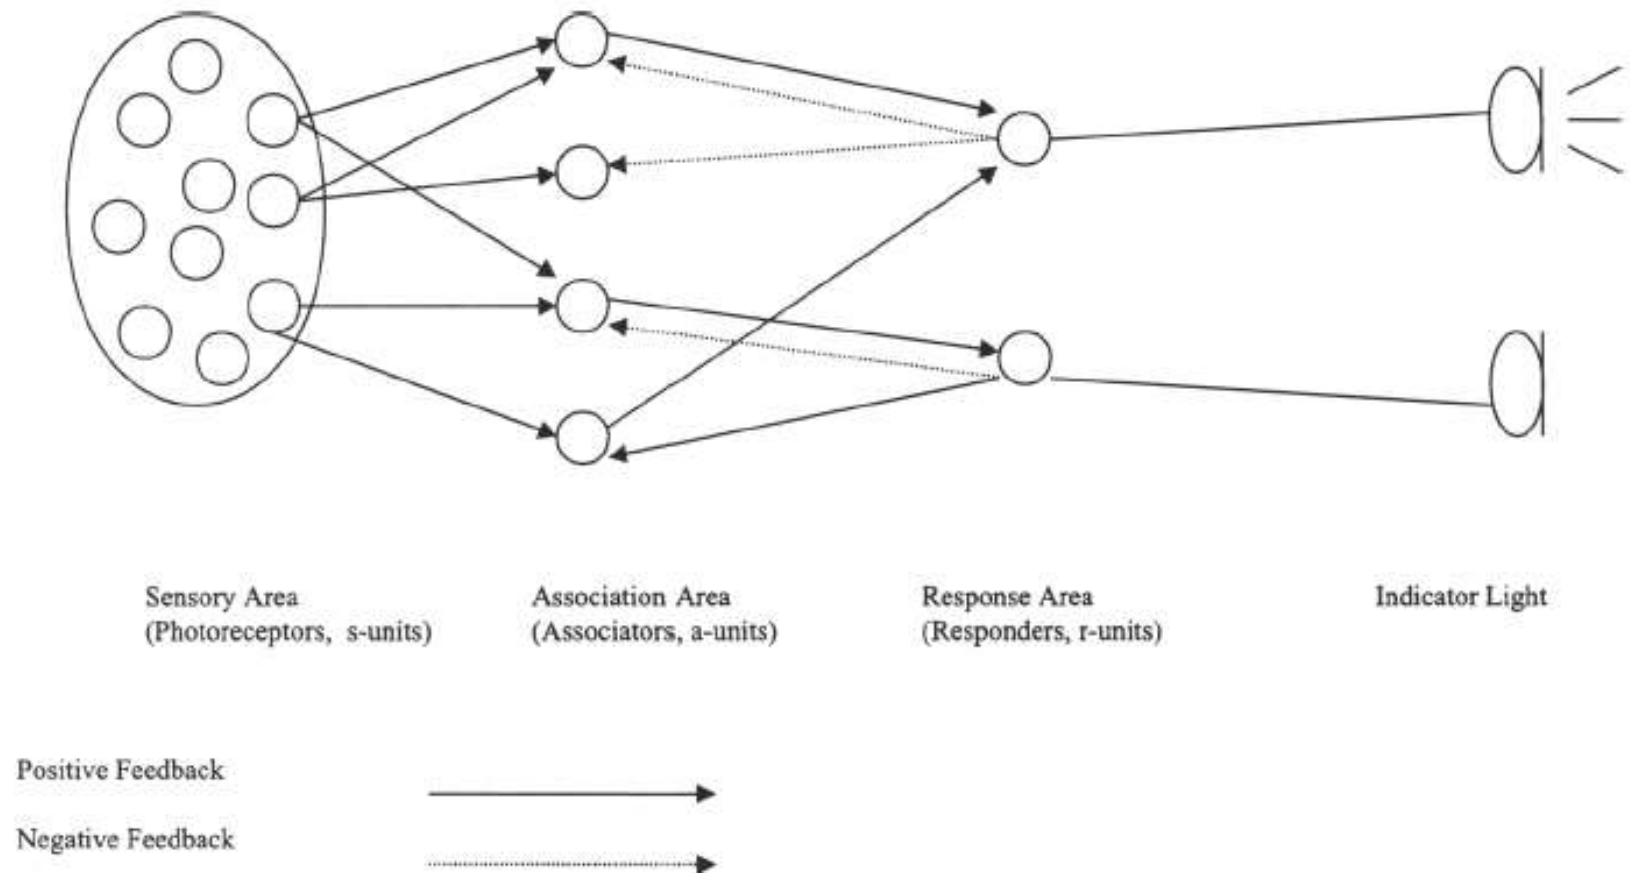 Sensory Area
(Photoreceptors, s-units)
Association Area
(Associators, a-units)
Response Area
(Responders, r-units)
Indicator Light
Positive Feedback
Negative Feedback